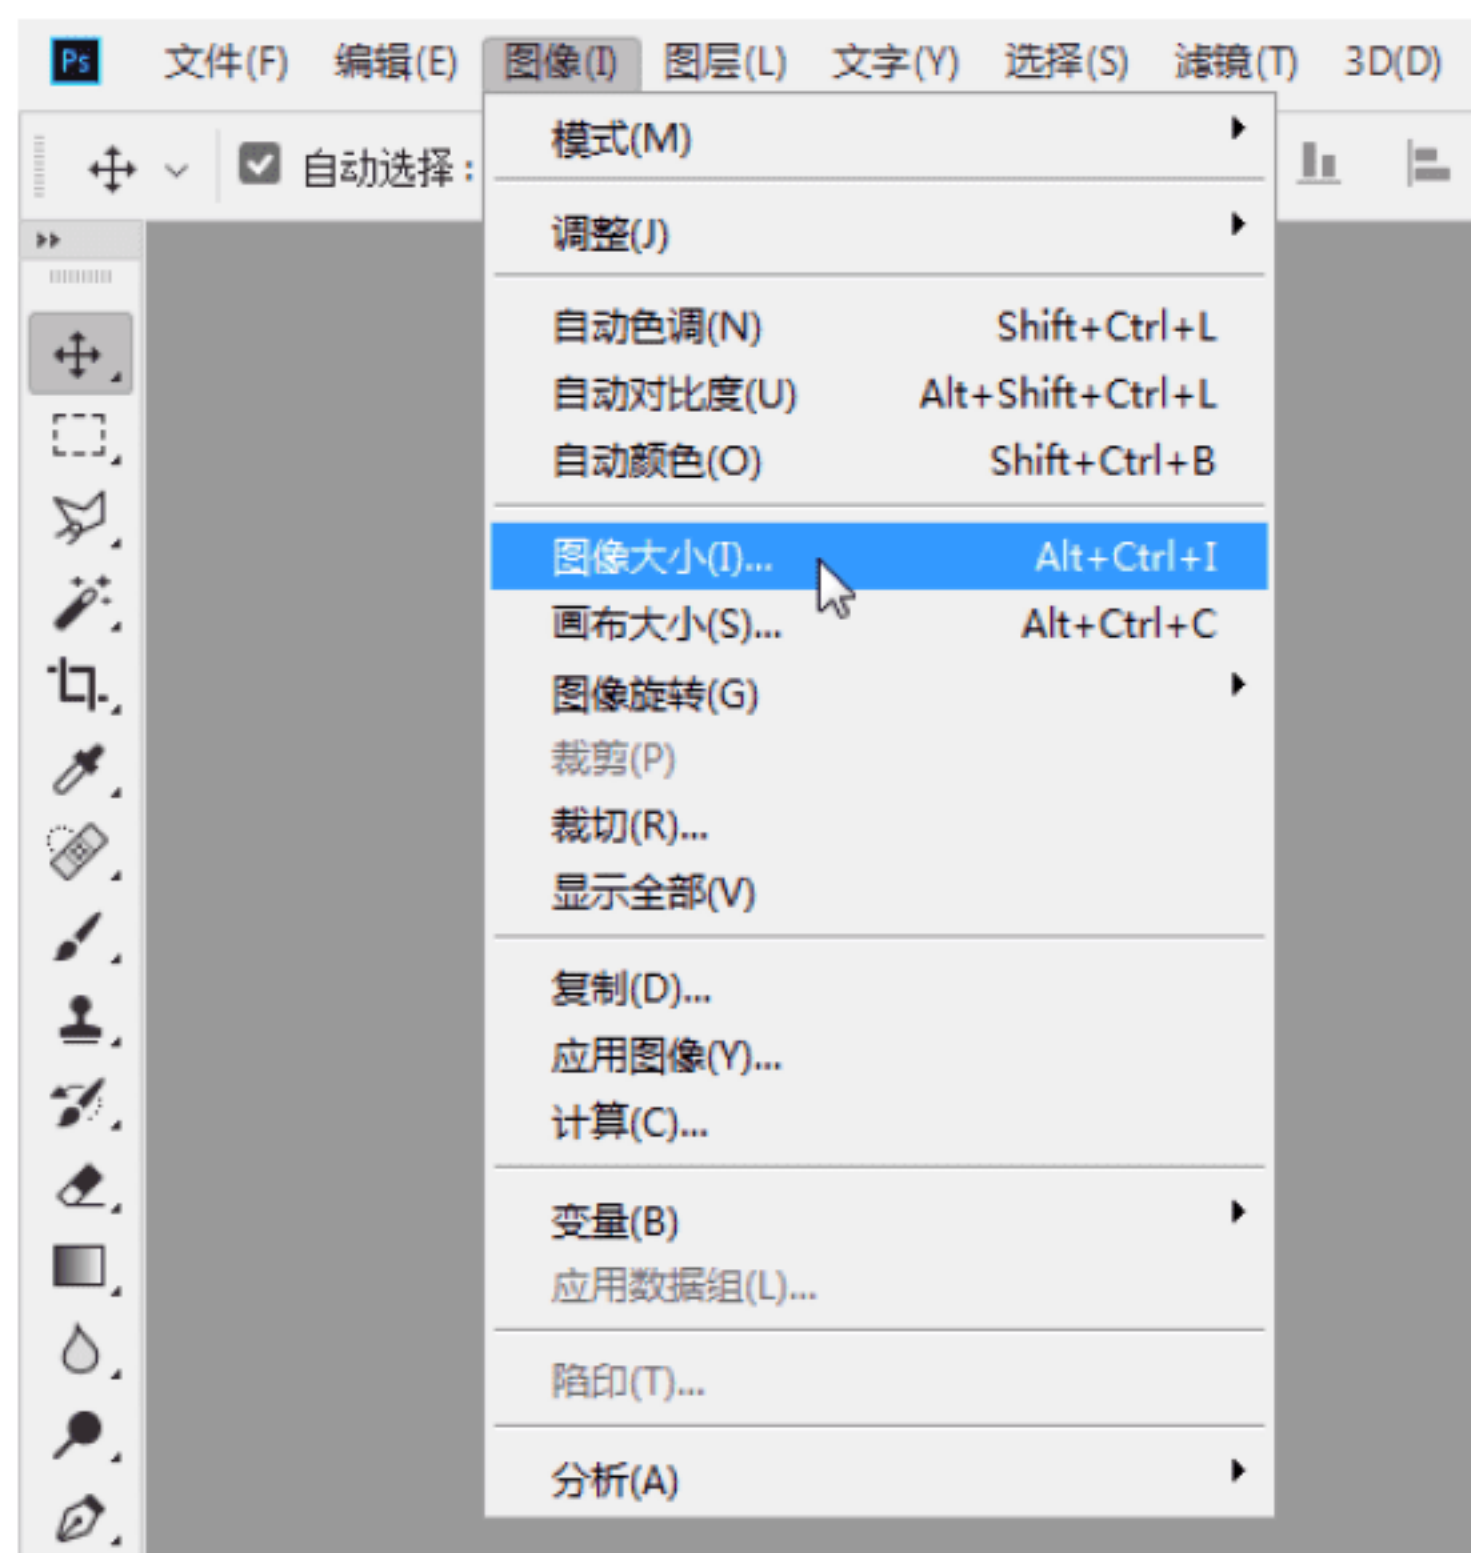 Ps 文件(F) 编辑(E) 图像(I) 图层(L) 文字(Y) 选择(S) 滤镜(T) 3D(D)
自动选择：
模式(M)
调整(J)
自动色调(N) Shift+Ctrl+L
自动对比度(U) Alt+Shift+Ctrl+L
自动颜色(O) Shift+Ctrl+B
图像大小(I)... Alt+Ctrl+I
画布大小(S)... Alt+Ctrl+C
图像旋转(G)
裁剪(P)
裁切(R)...
显示全部(V)
复制(D)...
应用图像(Y)...
计算(C)...
变量(B)
应用数据组(L)...
陷印(T)...
分析(A)